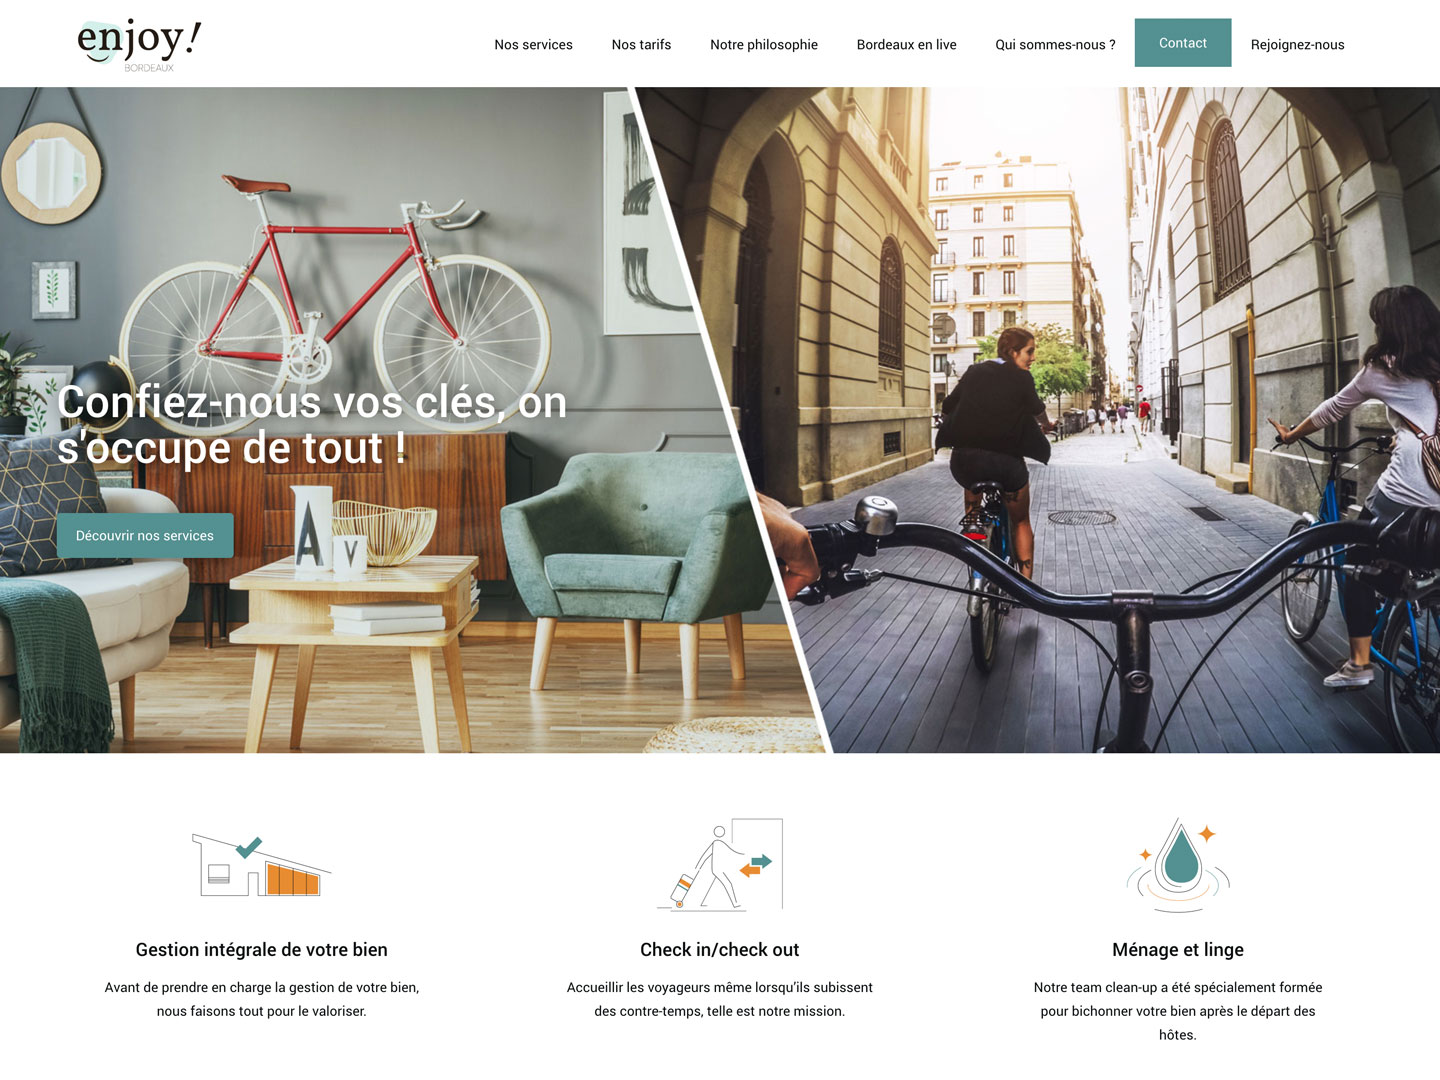 enjoy!
BORDEAUX
Nos services
Nos tarifs
Notre philosophie
Bordeaux en live
Qui sommes-nous ?
Contact
Rejoignez-nous
Confiez-nous vos clés, on
s'occupe de tout !
Découvrir nos services
A
V
Gestion intégrale de votre bien
Avant de prendre en charge la gestion de votre bien,
nous faisons tout pour le valoriser.
Check in/check out
Accueillir les voyageurs même lorsqu’ils subissent
des contre-temps, telle est notre mission.
Ménage et linge
Notre team clean-up a été spécialement formée
pour bichonner votre bien après le départ des
hôtes.